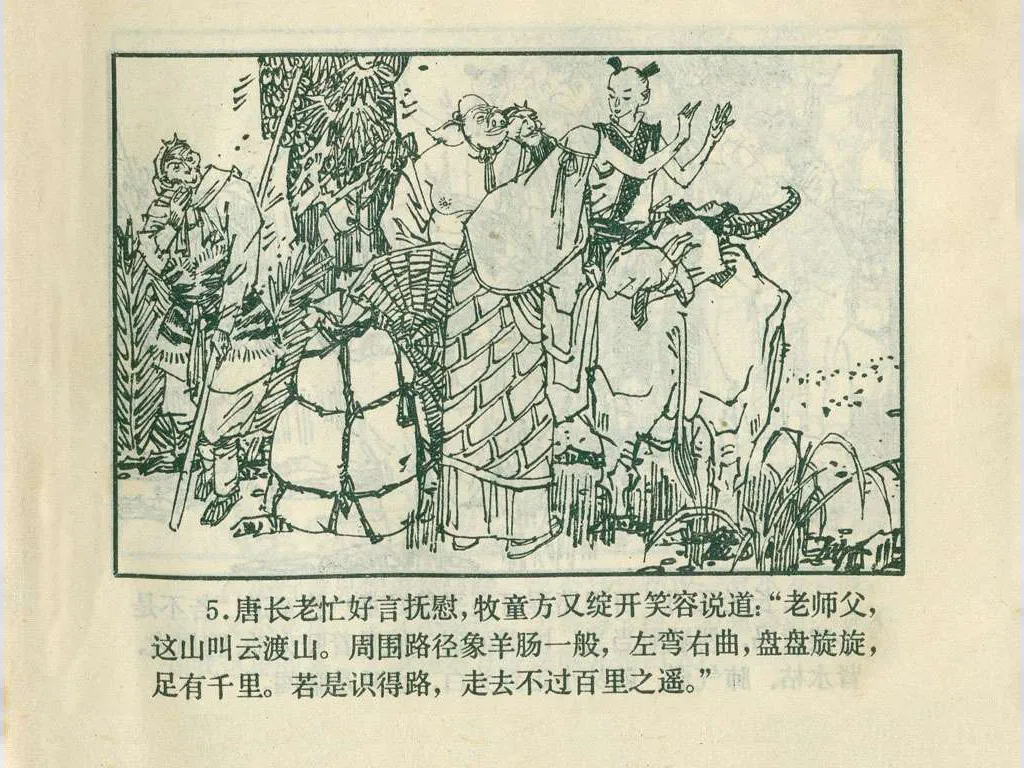 5.唐长老忙好言抚慰,牧童方又绽开笑容说道:“老师父,
这山叫云渡山。周围路径象羊肠一般,左弯右曲,盘盘旋旋,
足有千里。若是识得路,走去不过百里之遥。”